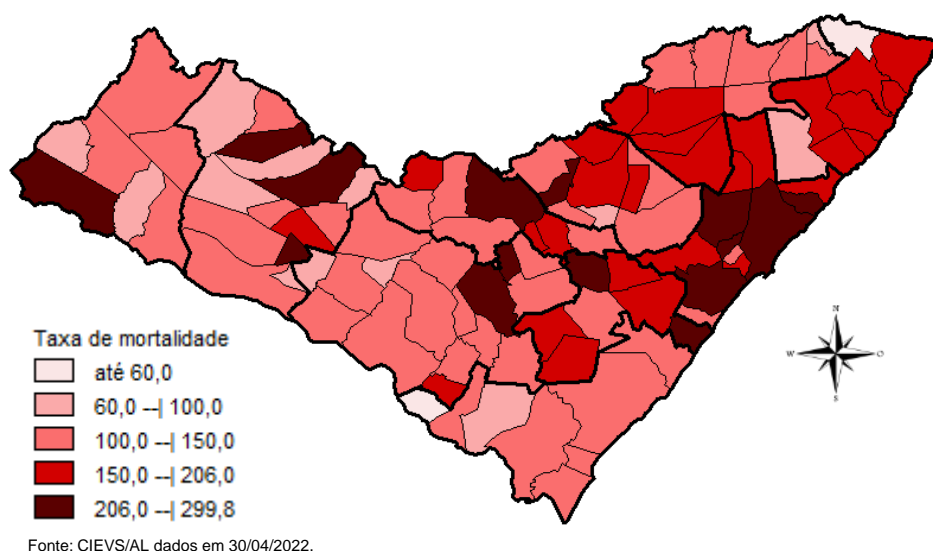 Taxa de mortalidade
até 60,0
60,0 --| 100,0
100,0 --| 150,0
150,0 --| 206,0
206,0 --| 299,8
N
W
O
S
Fonte: CIEVS/AL dados em 30/04/2022.